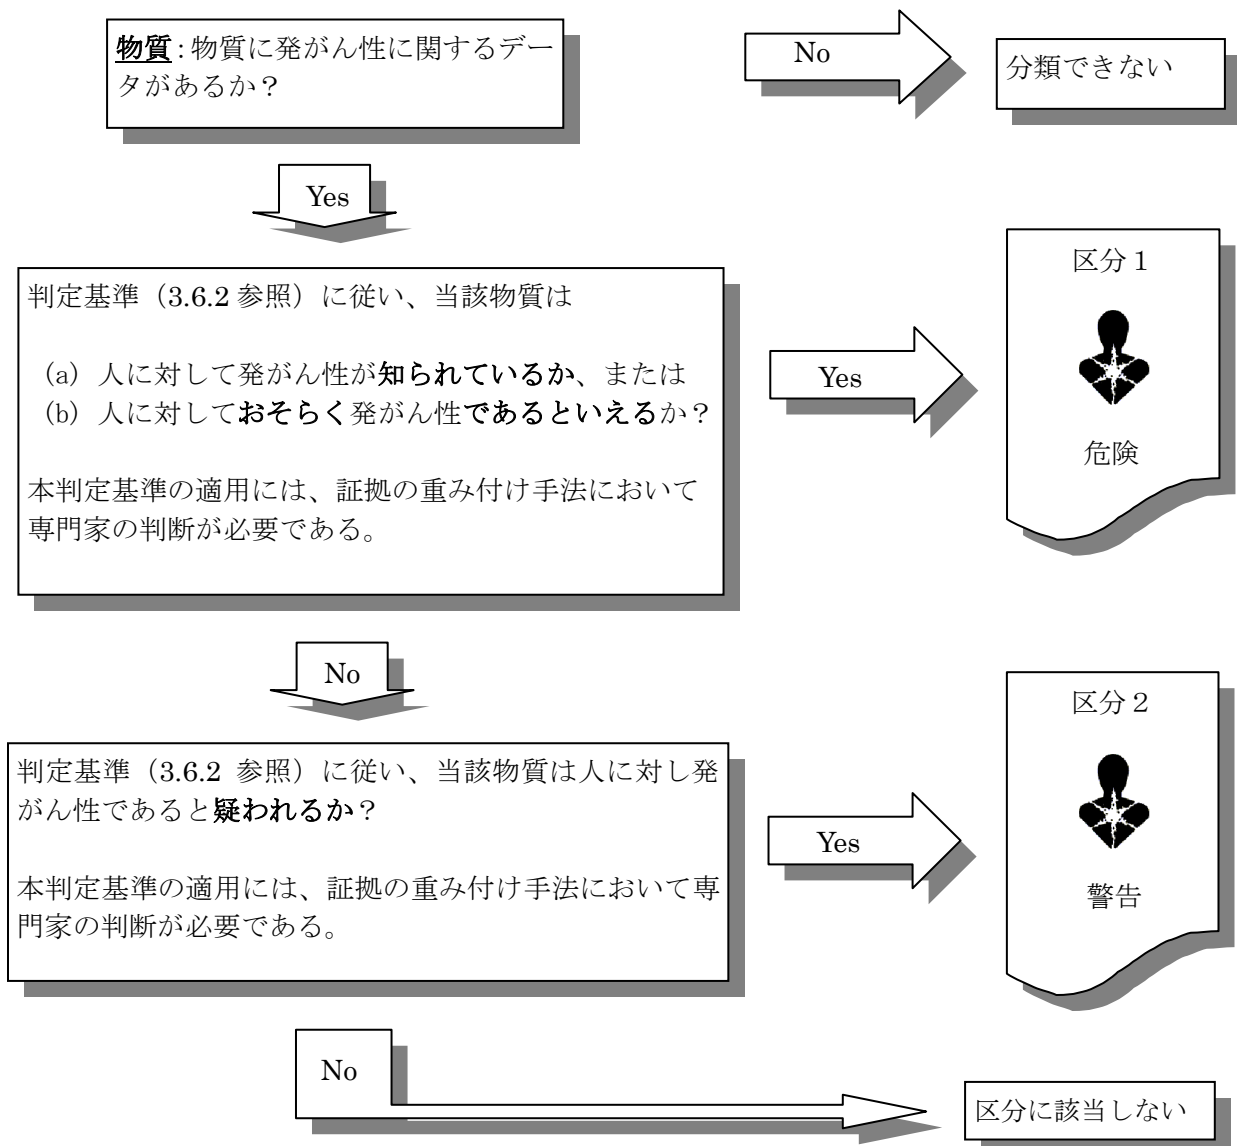 物質：物質に発がん性に関するデー
タがあるか？
No
分類できない
Yes
判定基準（3.6.2 参照）に従い、当該物質は
(a) 人に対して発がん性が知られているか、または
(b) 人に対しておそらく発がん性であるといえるか？
本判定基準の適用には、証拠の重み付け手法において
専門家の判断が必要である。
Yes
区分１
危険
No
判定基準（3.6.2 参照）に従い、当該物質は人に対し発
がん性であると疑われるか？
本判定基準の適用には、証拠の重み付け手法において専
門家の判断が必要である。
Yes
区分２
警告
No
区分に該当しない